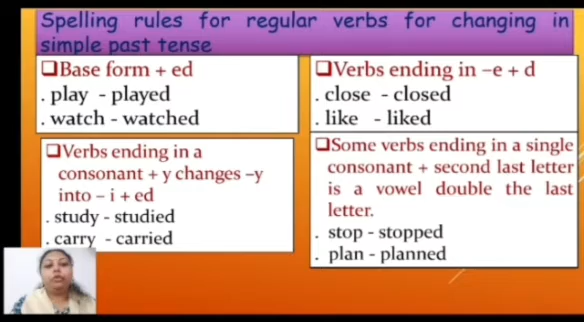 Spelling rules for regular verbs for changing in
simple past tense
❑Base form + ed
. play - played
. watch - watched
❑Verbs ending in –e + d
. close - closed
. like - liked
❑Verbs ending in a
consonant + y changes –y
into – i + ed
. study - studied
. carry - carried
❑Some verbs ending in a single
consonant + second last letter
is a vowel double the last
letter.
. stop - stopped
. plan - planned